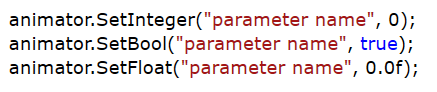 animator.SetInteger("parameter name", 0);
animator.SetBool("parameter name", true);
animator.SetFloat("parameter name", 0.0f);